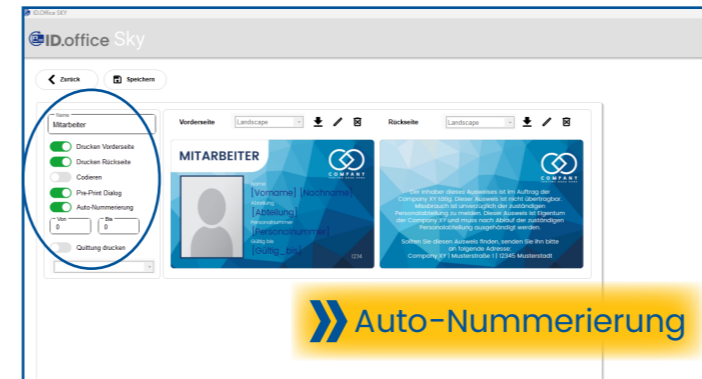 ID.Office SKY
ID.office Sky
Zurück
Speichern
Name
Mitarbeiter
Drucken Vorderseite
Drucken Rückseite
Codieren
Pre-Print Dialog
Auto-Nummerierung
Von
0
Bis
0
Quittung drucken
Vorderseite
Landscape
Rückseite
Landscape
MITARBEITER
COMPANY
Name
[Vorname] [Nachname]
Abteilung
[Abteilung]
Personalnummer
[Personalnummer]
Gültig bis
[Gültig_bis]
1234
COMPANY
Der Inhaber dieses Ausweises ist im Auftrag der
Company XY tätig. Dieser Ausweis ist nicht übertragbar.
Missbrauch ist unverzüglich der zuständigen
Personalabteilung zu melden. Dieser Ausweis ist Eigentum
der Company XY und muss nach Ablauf der zuständigen
Personalabteilung ausgehändigt werden.
Sollten Sie diesen Ausweis finden, senden Sie ihn bitte
an folgende Adresse:
Company XY | Musterstraße 1 | 12345 Musterstadt
Auto-Nummerierung